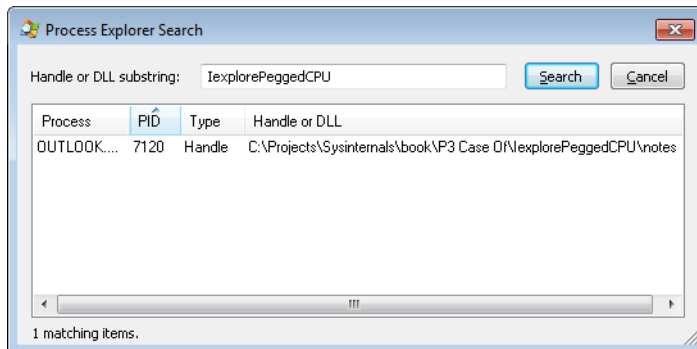 Process Explorer Search
Handle or DLL substring: IexplorePeggedCPU Search Cancel
Process PID Type Handle or DLL
OUTLOOK.... 7120 Handle C:\Projects\Sysinternals\book\P3 Case Of\IexplorePeggedCPU\notes
1 matching items.